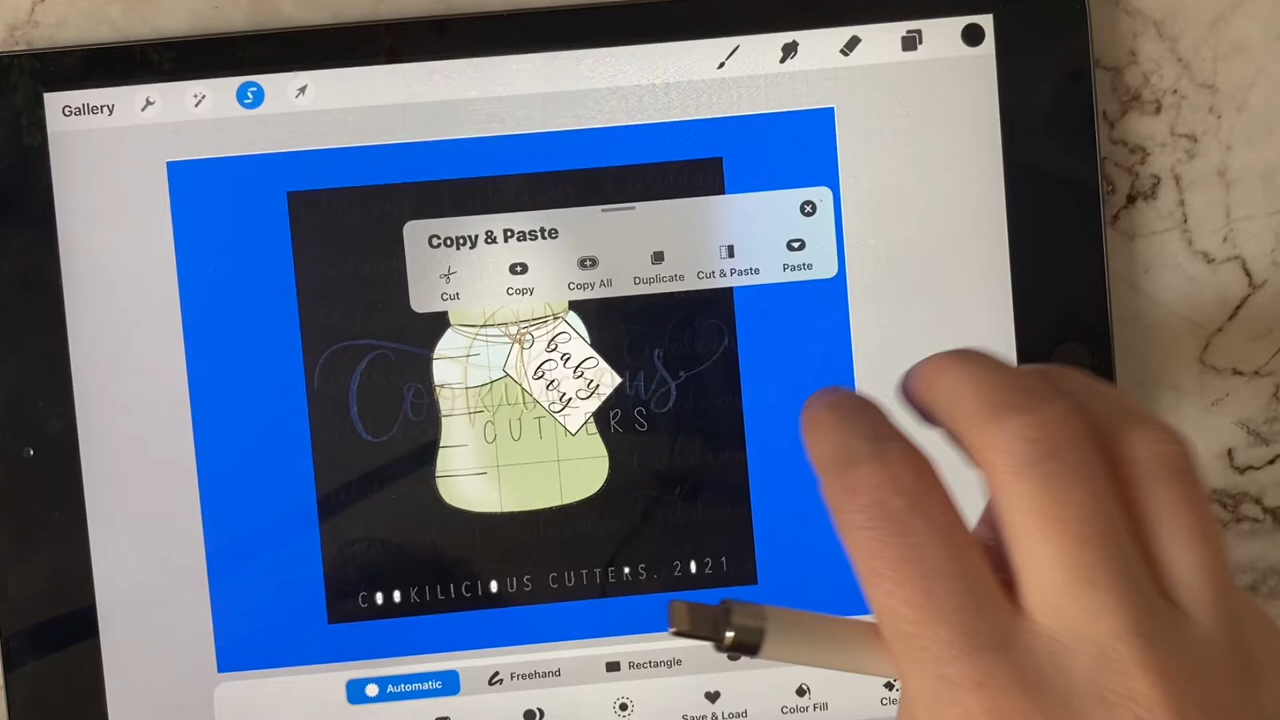 Gallery
Copy & Paste
Cut Copy Copy All Duplicate Cut & Paste Paste
baby
boy
Cookilicious
CUTTERS
COOKILICIOUS CUTTERS. 2021
Automatic Freehand Rectangle
Save & Load Color Fill